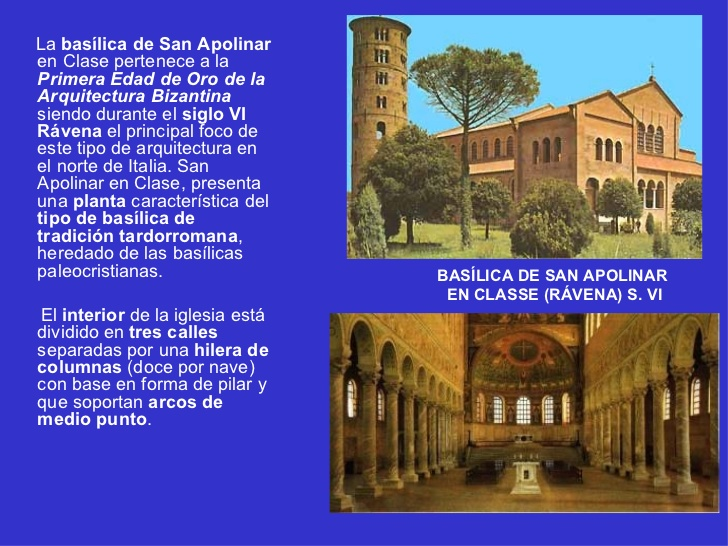 La basílica de San Apolinar
en Clase pertenece a la
Primera Edad de Oro de la
Arquitectura Bizantina
siendo durante el siglo VI
Rávena el principal foco de
este tipo de arquitectura en
el norte de Italia. San
Apolinar en Clase, presenta
una planta característica del
tipo de basílica de
tradición tardorromana,
heredado de las basílicas
paleocristianas.
El interior de la iglesia está
dividido en tres calles
separadas por una hilera de
columnas (doce por nave)
con base en forma de pilar y
que soportan arcos de
medio punto.
BASÍLICA DE SAN APOLINAR
EN CLASSE (RÁVENA) S. VI